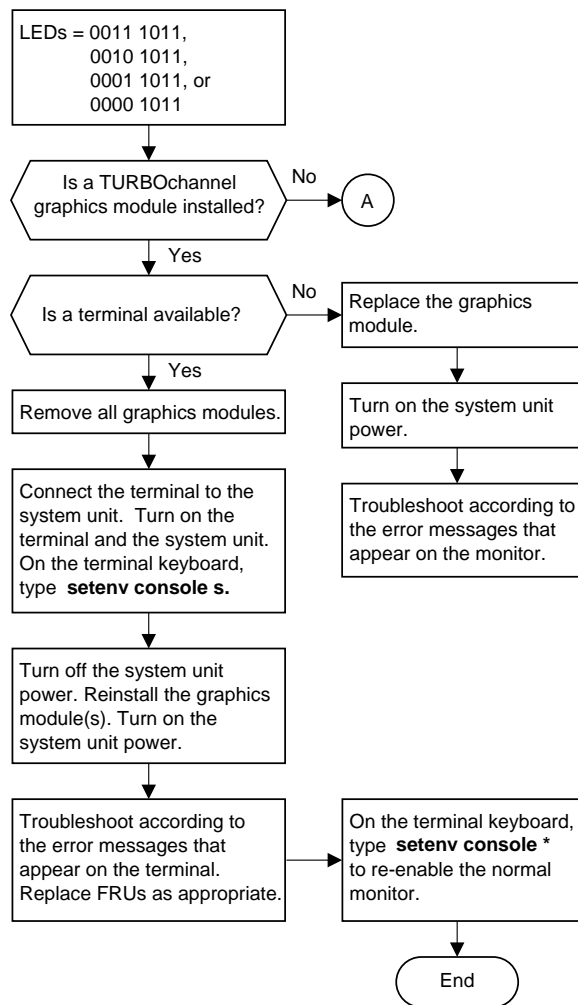 LEDs = 0011 1011,
0010 1011,
0001 1011, or
0000 1011
Is a TURBOchannel
graphics module installed?
No
A
Yes
Is a terminal available?
No
Replace the graphics
module.
Yes
Remove all graphics modules.
Turn on the system unit
power.
Connect the terminal to the
system unit. Turn on the
terminal and the system unit.
On the terminal keyboard,
type setenv console s.
Troubleshoot according to
the error messages that
appear on the monitor.
Turn off the system unit
power. Reinstall the graphics
module(s). Turn on the
system unit power.
Troubleshoot according to
the error messages that
appear on the terminal.
Replace FRUs as appropriate.
On the terminal keyboard,
type setenv console *
to re-enable the normal
monitor.
End